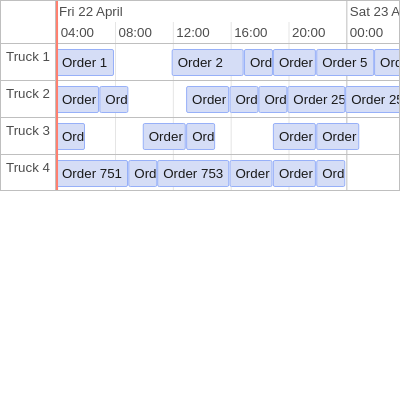 Fri 22 April Sat 23 A
04:00 08:00 12:00 16:00 20:00 00:00
Truck 1 Order 1 Order 2 Ord Order Order 5 Ord
Truck 2 Order Ord Order Ord Ord Order 25 Order 25
Truck 3 Ord Order Ord Order Order
Truck 4 Order 751 Ord Order 753 Order Order Ord